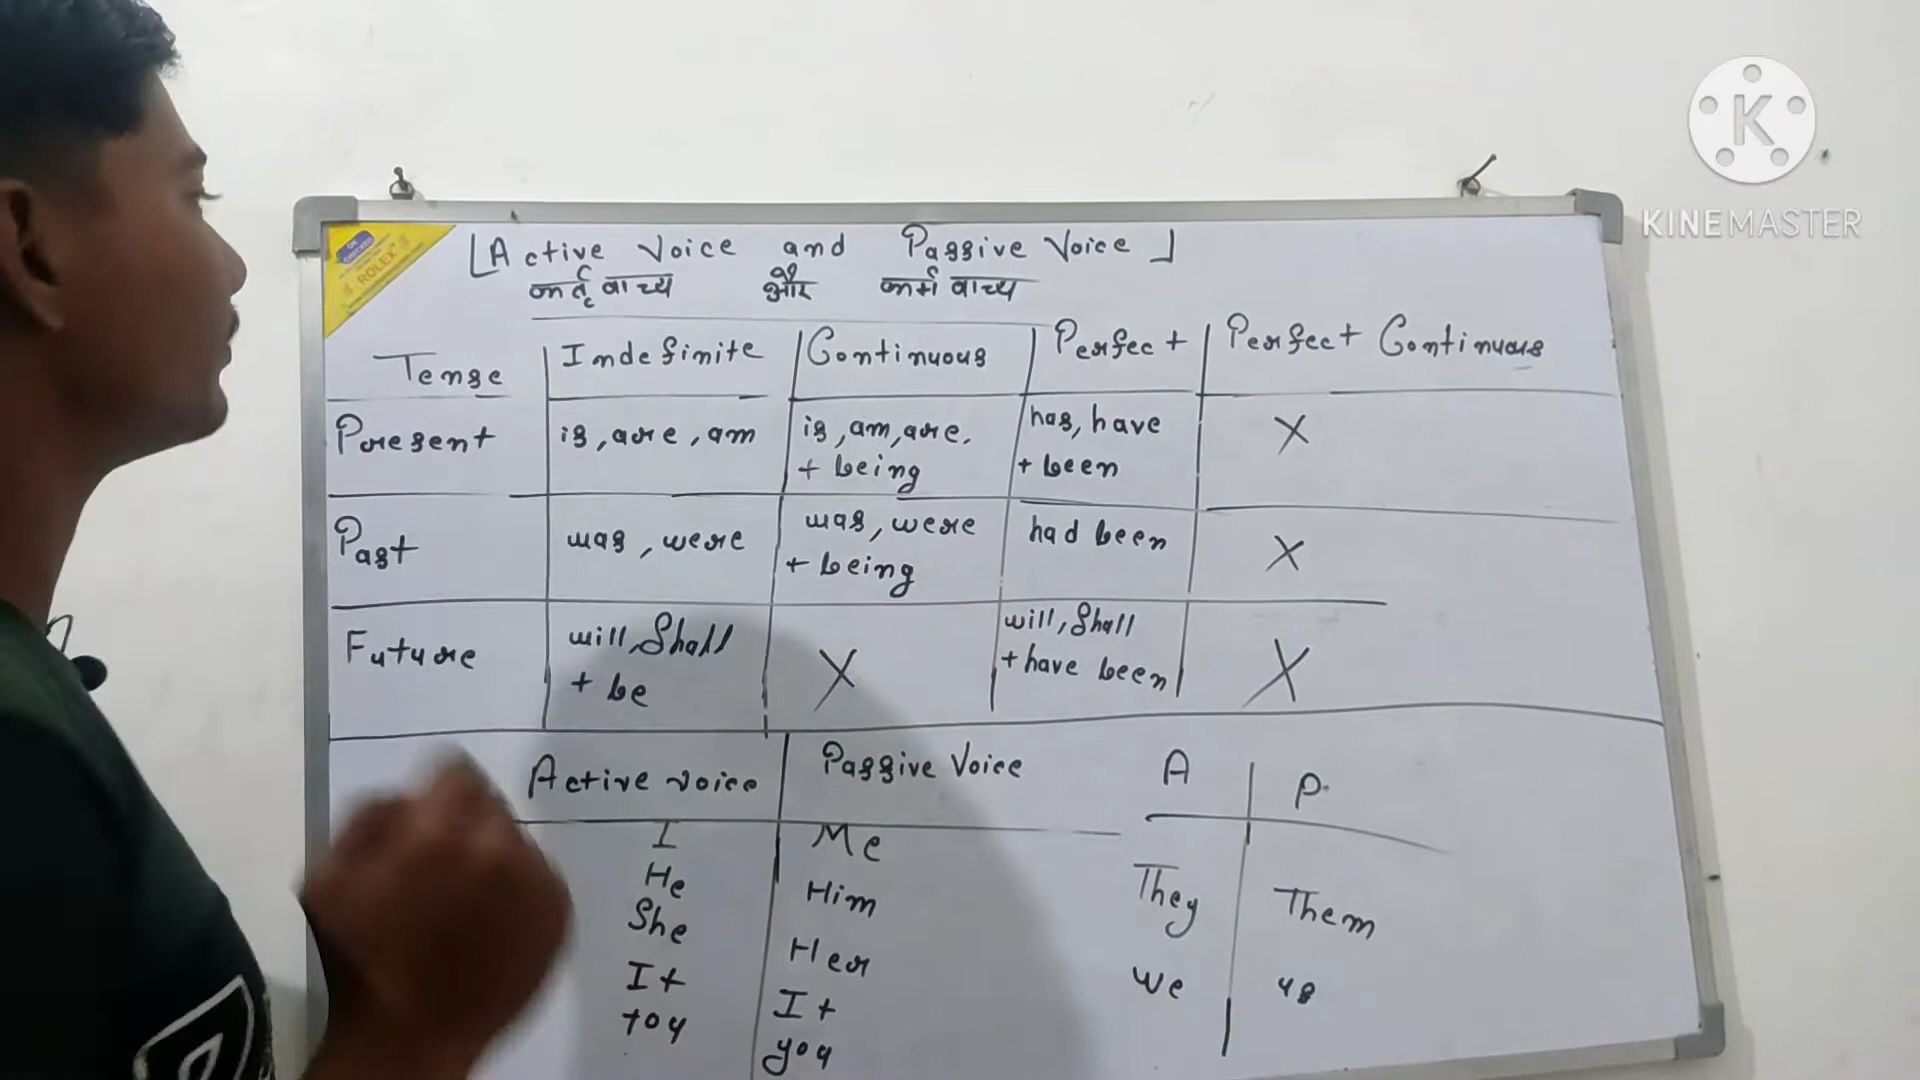 [Active Voice and Passive Voice]
कर्तृ वाच्य और कर्म वाच्य
Tense Indefinite Continuous Perfect Perfect Continuous
Present is, are, am is, am, are. + being has, have + been X
Past was, were was, were + being had been X
Future will, Shall + be X will, Shall + have been X
Active voice Passive Voice A P.
I Me
He Him They Them
She Her
It It We us
you you
ROLEX
KINEMASTER